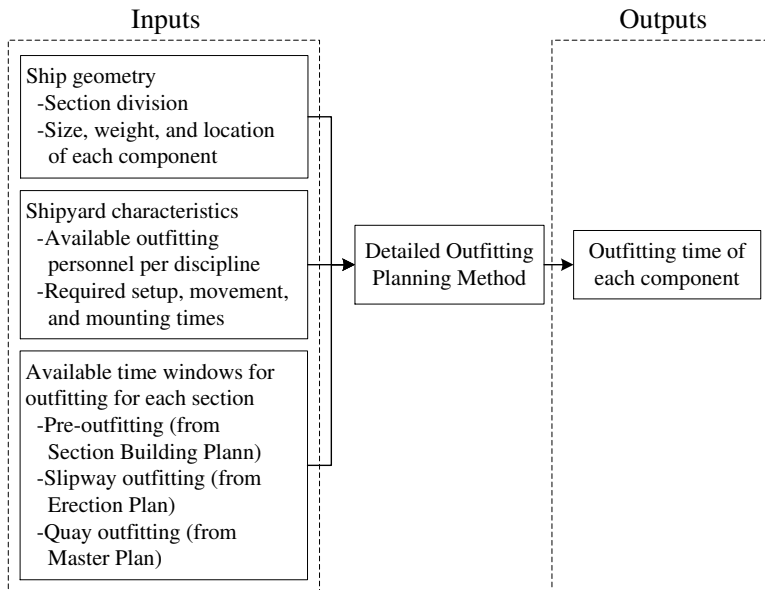 Inputs
Outputs
Ship geometry
-Section division
-Size, weight, and location
of each component
Shipyard characteristics
-Available outfitting
personnel per discipline
-Required setup, movement,
and mounting times
Available time windows for
outfitting for each section
-Pre-outfitting (from
Section Building Plann)
-Slipway outfitting (from
Erection Plan)
-Quay outfitting (from
Master Plan)
Detailed Outfitting
Planning Method
Outfitting time of
each component